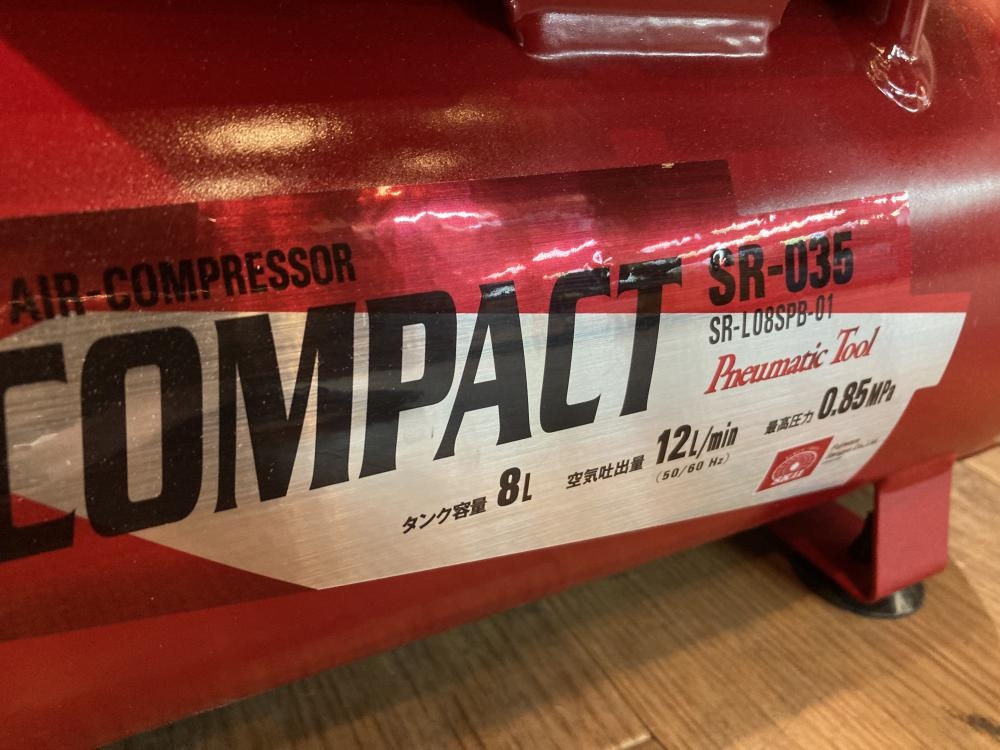 AIR-COMPRESSOR
COMPACT
SR-035
SR-L08SPB-01
Pneumatic Tool
タンク容量 8L
空気吐出量 12L/min
(50/60 Hz)
最高圧力 0.85MPa